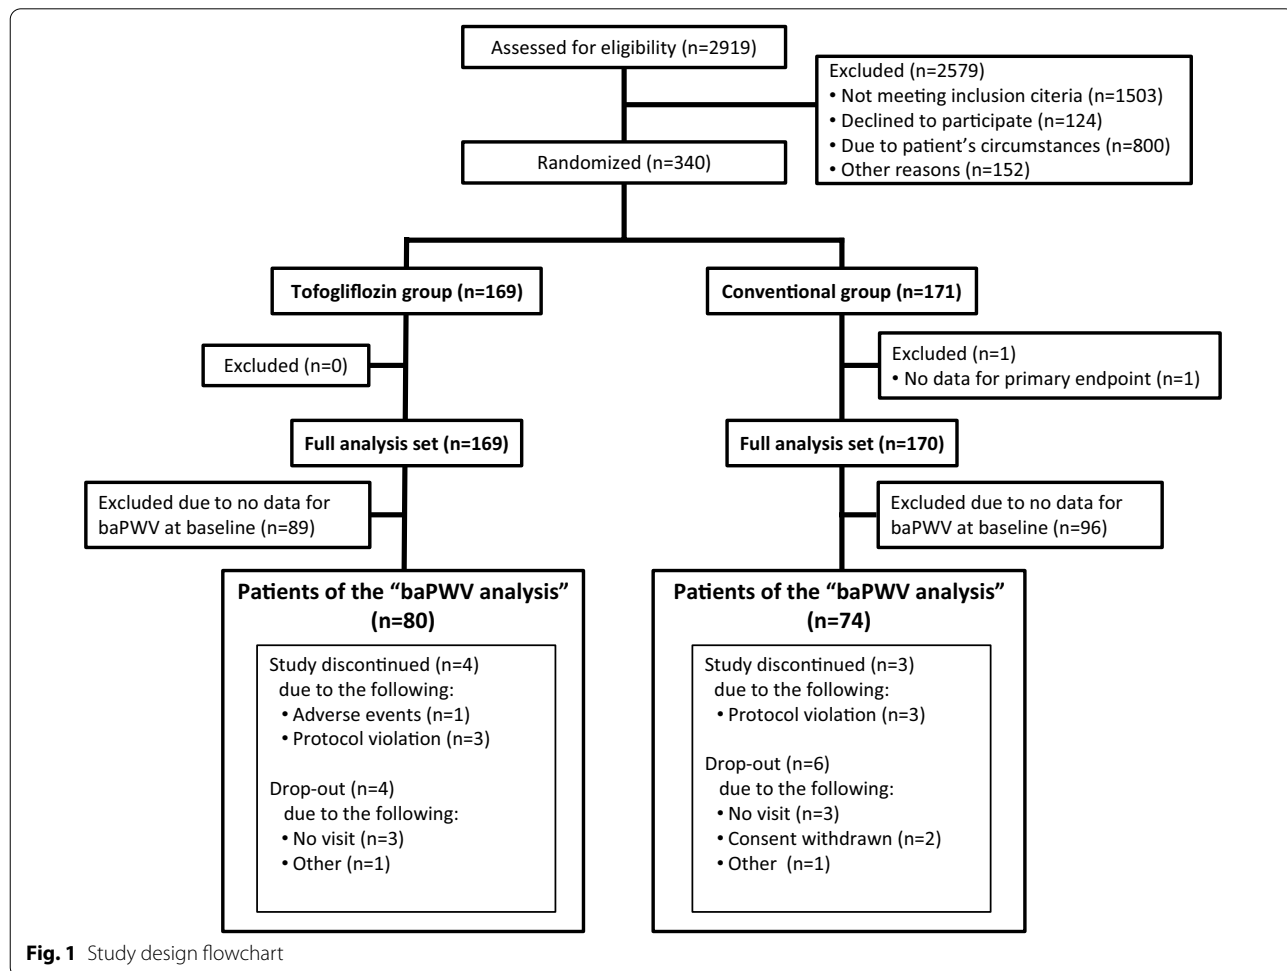 Assessed for eligibility (n=2919)
Excluded (n=2579)
• Not meeting inclusion citeria (n=1503)
• Declined to participate (n=124)
• Due to patient's circumstances (n=800)
• Other reasons (n=152)
Randomized (n=340)
Tofogliflozin group (n=169)
Conventional group (n=171)
Excluded (n=0)
Excluded (n=1)
• No data for primary endpoint (n=1)
Full analysis set (n=169)
Full analysis set (n=170)
Excluded due to no data for
baPWV at baseline (n=89)
Excluded due to no data for
baPWV at baseline (n=96)
Patients of the “baPWV analysis”
(n=80)
Study discontinued (n=4)
due to the following:
• Adverse events (n=1)
• Protocol violation (n=3)
Drop-out (n=4)
due to the following:
• No visit (n=3)
• Other (n=1)
Patients of the “baPWV analysis”
(n=74)
Study discontinued (n=3)
due to the following:
• Protocol violation (n=3)
Drop-out (n=6)
due to the following:
• No visit (n=3)
• Consent withdrawn (n=2)
• Other (n=1)
Fig. 1 Study design flowchart